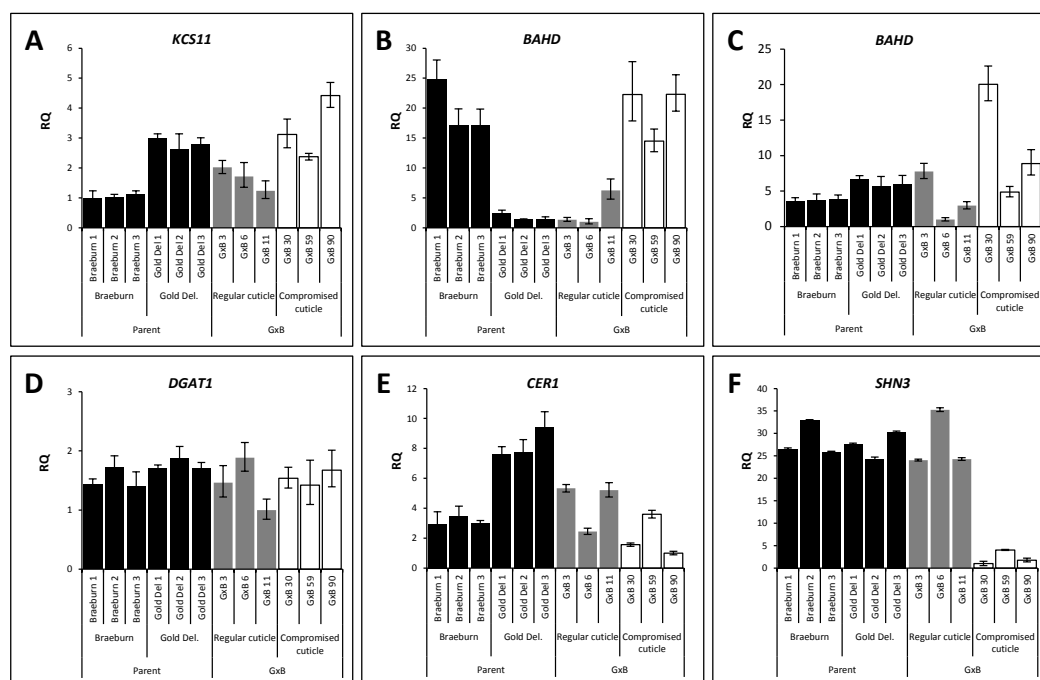 A
KCS11
RQ
6
5
4
3
2
1
0
Braeburn 1
Braeburn 2
Braeburn 3
Gold Del 1
Gold Del 2
Gold Del 3
GxB 3
GxB 6
GxB 11
GxB 30
GxB 59
GxB 90
Braeburn
Gold Del.
Regular cuticle
Compromised
cuticle
Parent
GxB
B
BAHD
RQ
30
25
20
15
10
5
0
Braeburn 1
Braeburn 2
Braeburn 3
Gold Del 1
Gold Del 2
Gold Del 3
GxB 3
GxB 6
GxB 11
GxB 30
GxB 59
GxB 90
Braeburn
Gold Del.
Regular cuticle
Compromised
cuticle
Parent
GxB
C
BAHD
RQ
25
20
15
10
5
0
Braeburn 1
Braeburn 2
Braeburn 3
Gold Del 1
Gold Del 2
Gold Del 3
GxB 3
GxB 6
GxB 11
GxB 30
GxB 59
GxB 90
Braeburn
Gold Del.
Regular cuticle
Compromised
cuticle
Parent
GxB
D
DGAT1
RQ
3
2
1
0
Braeburn 1
Braeburn 2
Braeburn 3
Gold Del 1
Gold Del 2
Gold Del 3
GxB 3
GxB 6
GxB 11
GxB 30
GxB 59
GxB 90
Braeburn
Gold Del.
Regular cuticle
Compromised
cuticle
Parent
GxB
E
CER1
RQ
12
10
8
6
4
2
0
Braeburn 1
Braeburn 2
Braeburn 3
Gold Del 1
Gold Del 2
Gold Del 3
GxB 3
GxB 6
GxB 11
GxB 30
GxB 59
GxB 90
Braeburn
Gold Del.
Regular cuticle
Compromised
cuticle
Parent
GxB
F
SHN3
RQ
40
35
30
25
20
15
10
5
0
Braeburn 1
Braeburn 2
Braeburn 3
Gold Del 1
Gold Del 2
Gold Del 3
GxB 3
GxB 6
GxB 11
GxB 30
GxB 59
GxB 90
Braeburn
Gold Del.
Regular cuticle
Compromised
cuticle
Parent
GxB